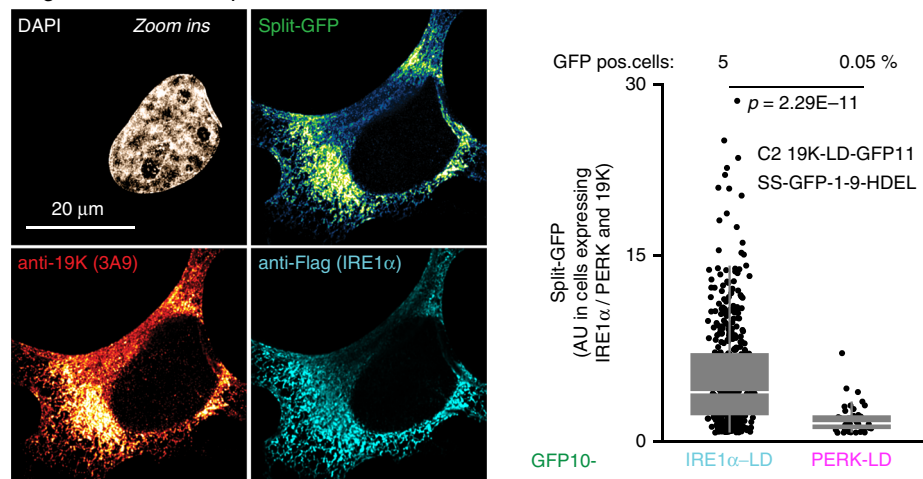 DAPI
Zoom ins
Split-GFP
20 μm
anti-19K (3A9)
anti-Flag (IRE1α)
GFP pos.cells: 5 0.05 %
30
p = 2.29E–11
C2 19K-LD-GFP11
SS-GFP-1-9-HDEL
15
Split-GFP
(AU in cells expressing
IRE1α / PERK and 19K)
0
GFP10- IRE1α–LD PERK-LD